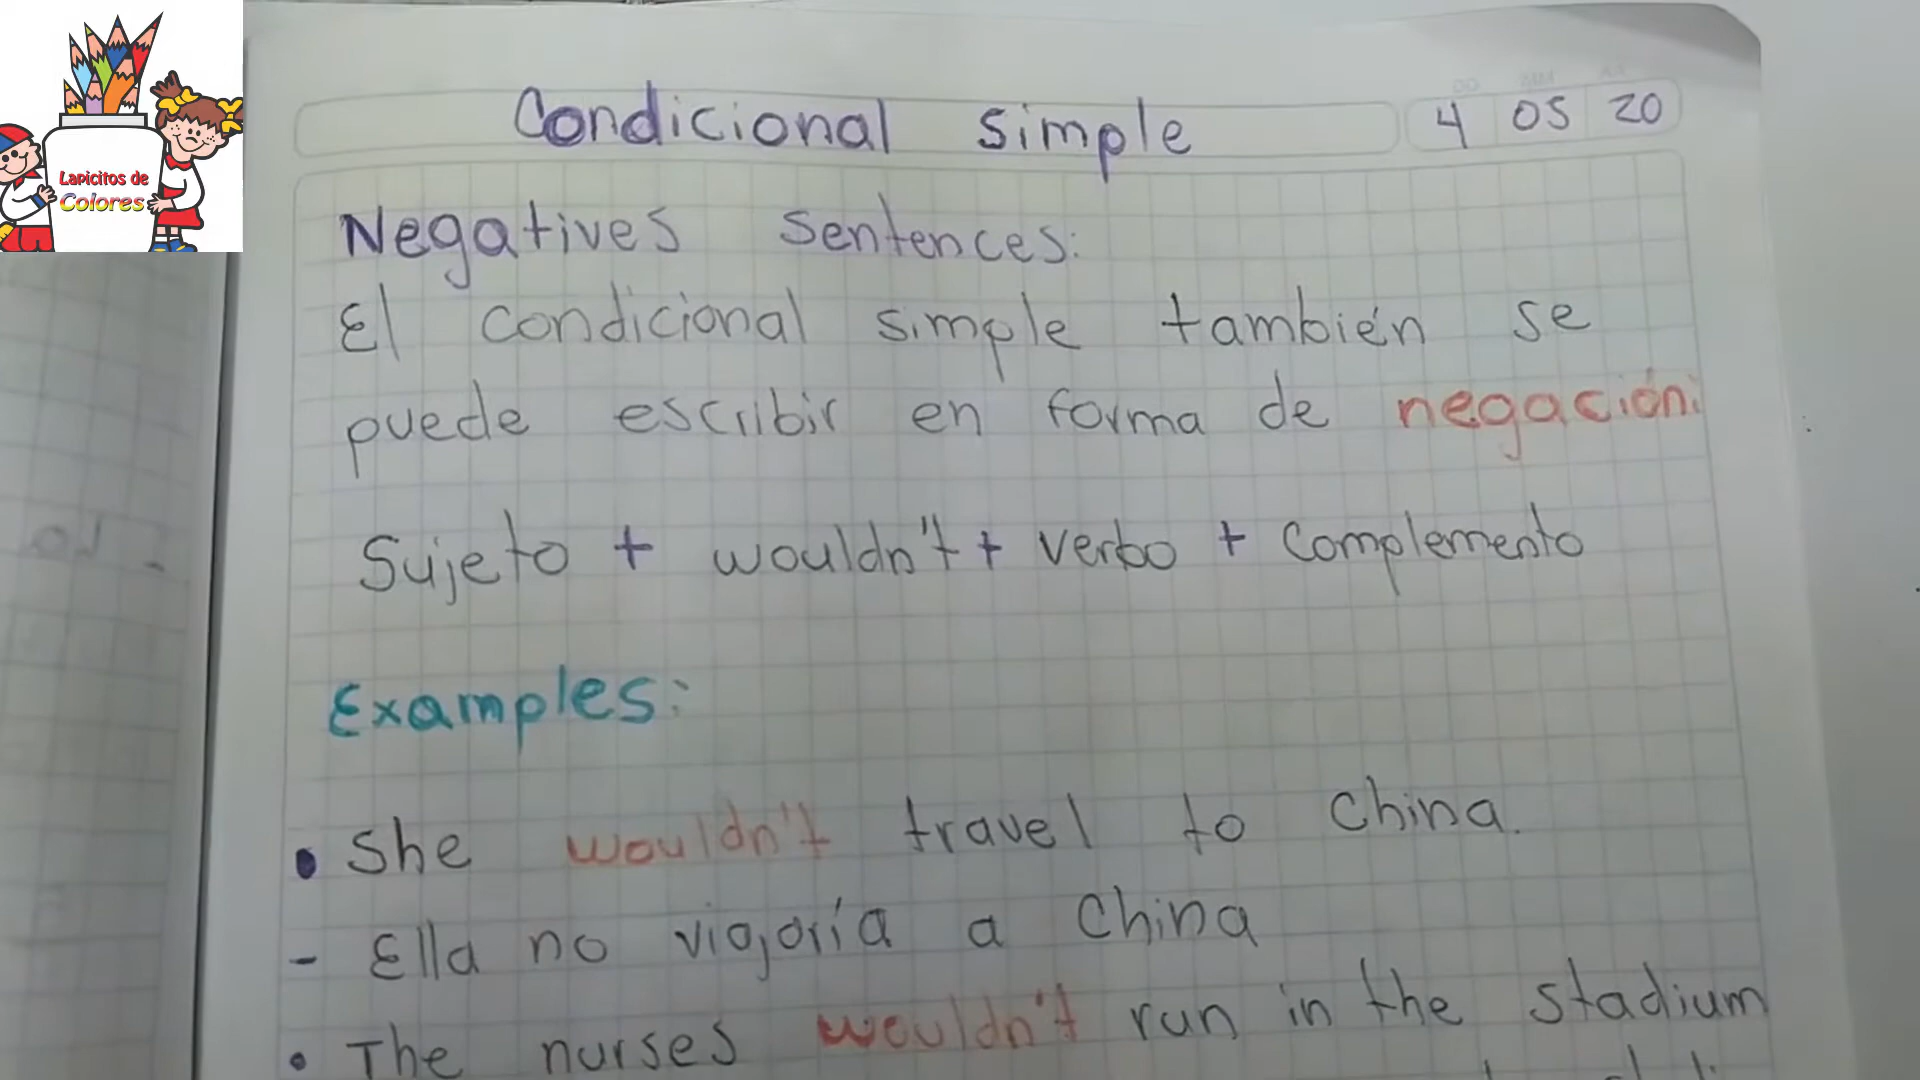 Lapicitos de
Colores
Condicional simple
4 05 20
Negatives sentences:
El condicional simple también se
puede escribir en forma de negación:
Sujeto + wouldn't + verbo + complemento
Examples:
• She wouldn't travel to China.
- Ella no viajaría a China
• The nurses wouldn't run in the stadium